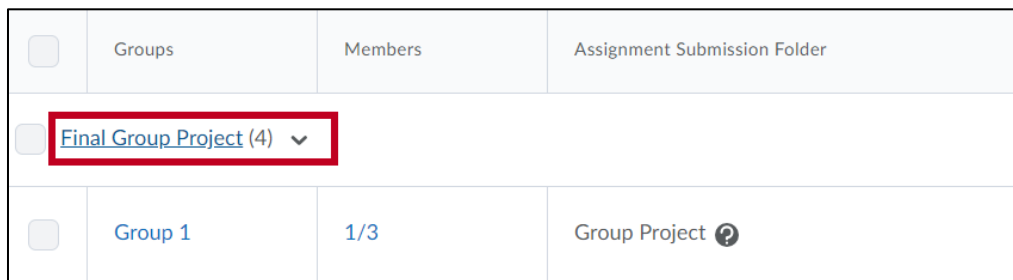 Groups Members Assignment Submission Folder
Final Group Project (4)
Group 1 1/3 Group Project ?